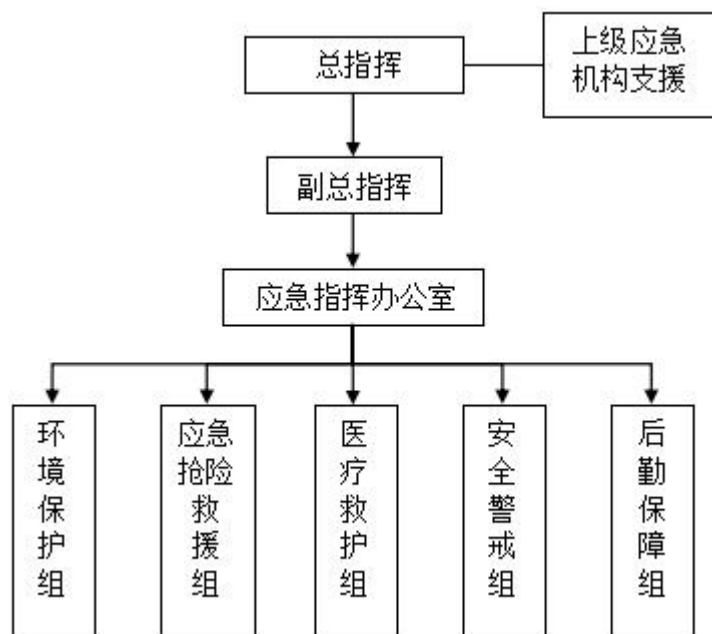 总指挥
上级应急
机构支援
副总指挥
应急指挥办公室
环境保护组
应急抢险救援组
医疗救护组
安全警戒组
后勤保障组